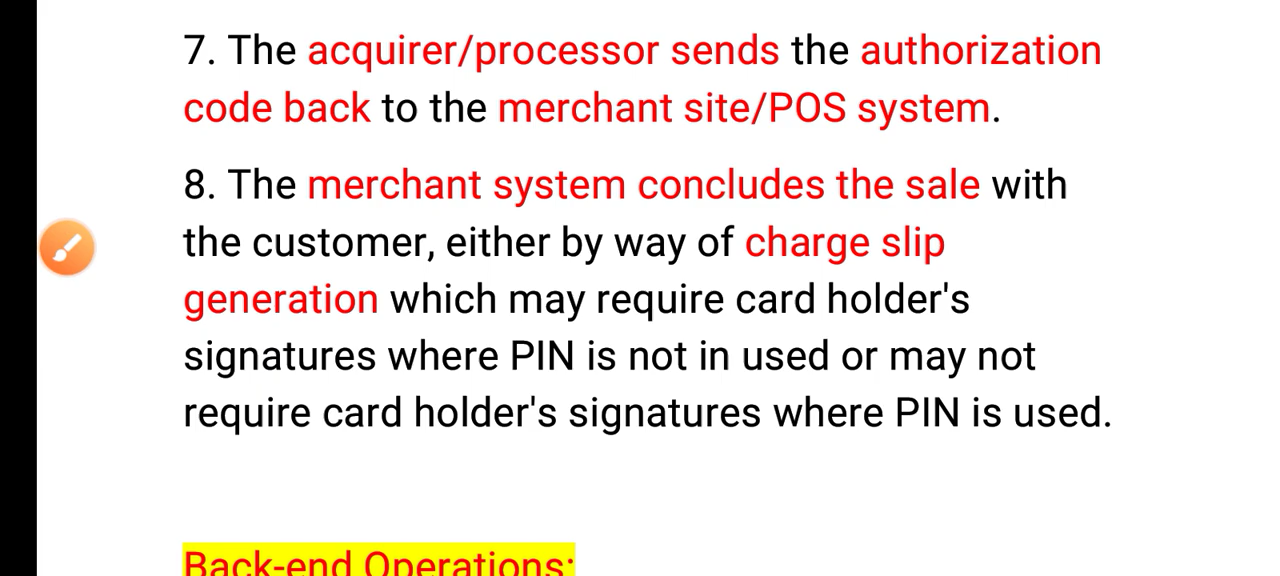 7. The acquirer/processor sends the authorization
code back to the merchant site/POS system.
8. The merchant system concludes the sale with
the customer, either by way of charge slip
generation which may require card holder's
signatures where PIN is not in used or may not
require card holder's signatures where PIN is used.
Back-end Operations: